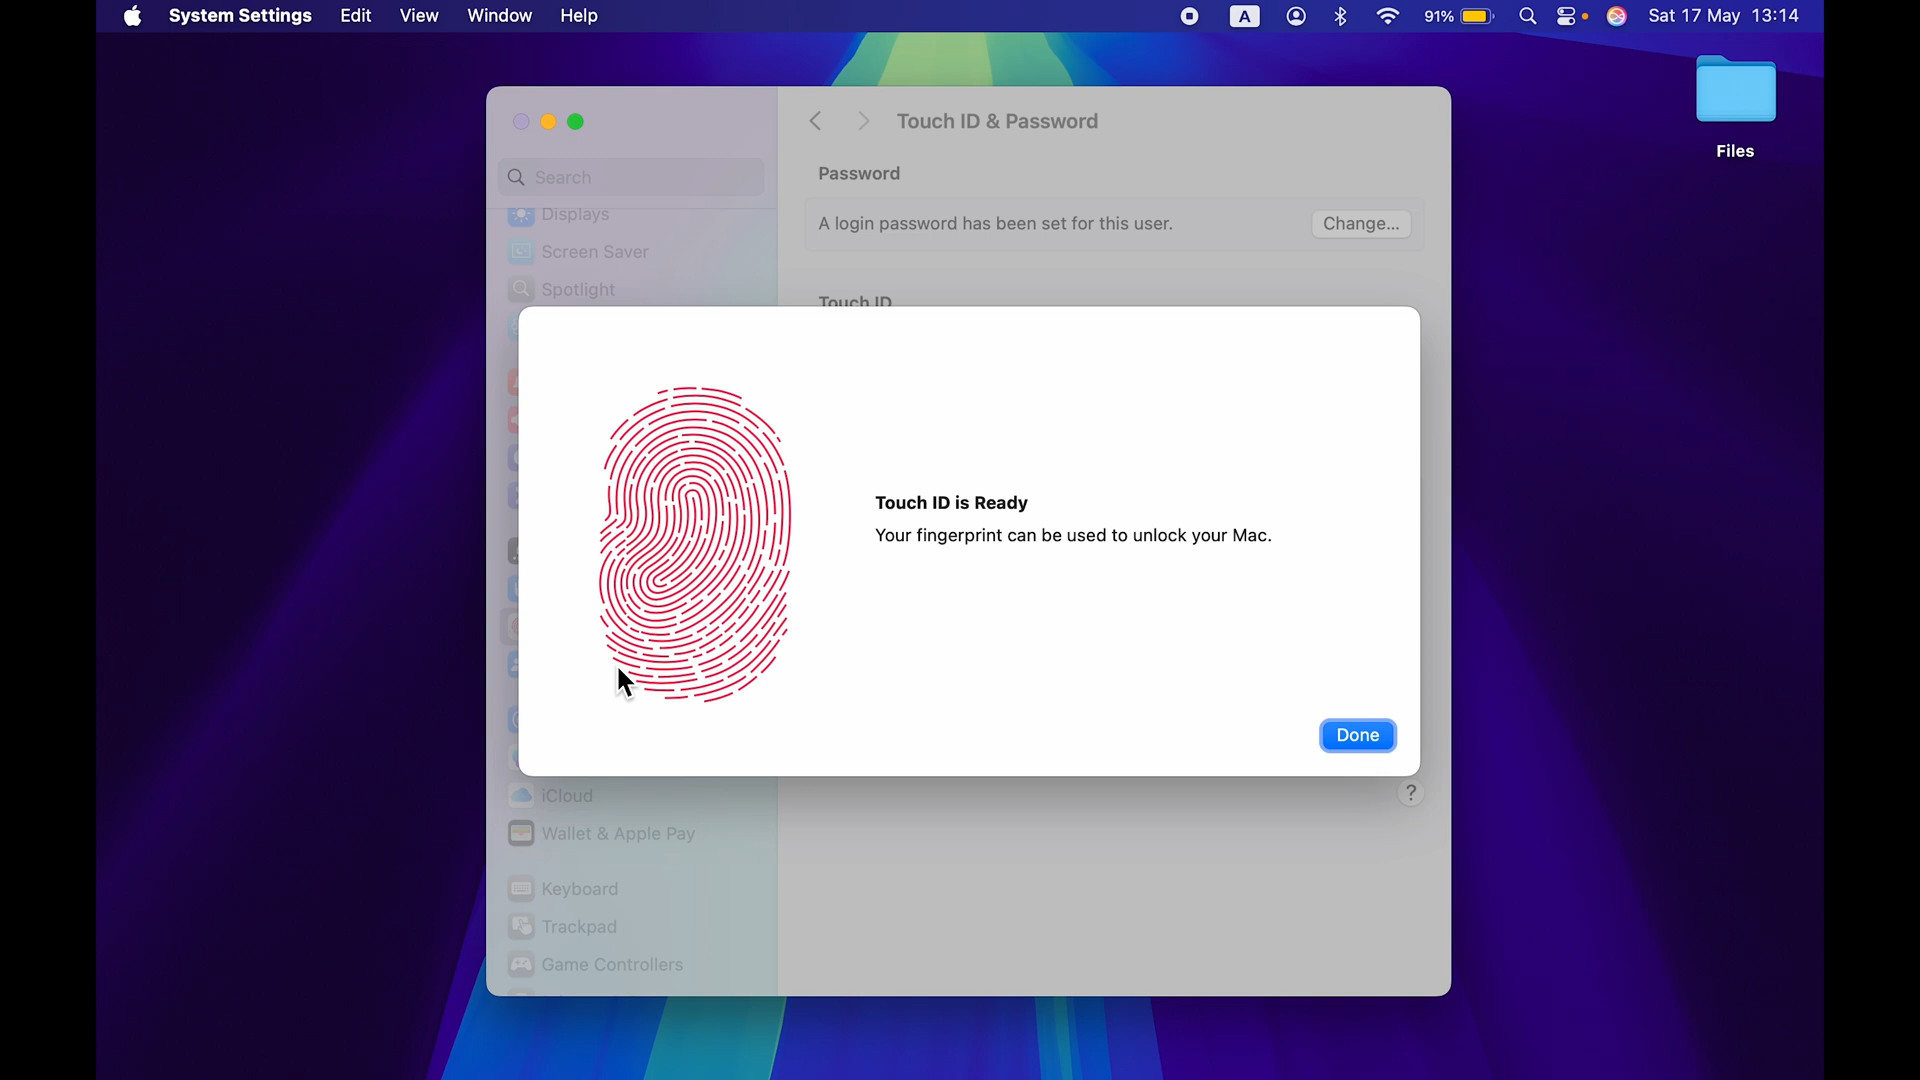 System Settings Edit View Window Help A 91% Sat 17 May 13:14
Files
Touch ID & Password
Search
Password
A login password has been set for this user. Change...
Displays
Screen Saver
Spotlight
Touch ID
Touch ID is Ready
Your fingerprint can be used to unlock your Mac.
Done
?
iCloud
Wallet & Apple Pay
Keyboard
Trackpad
Game Controllers